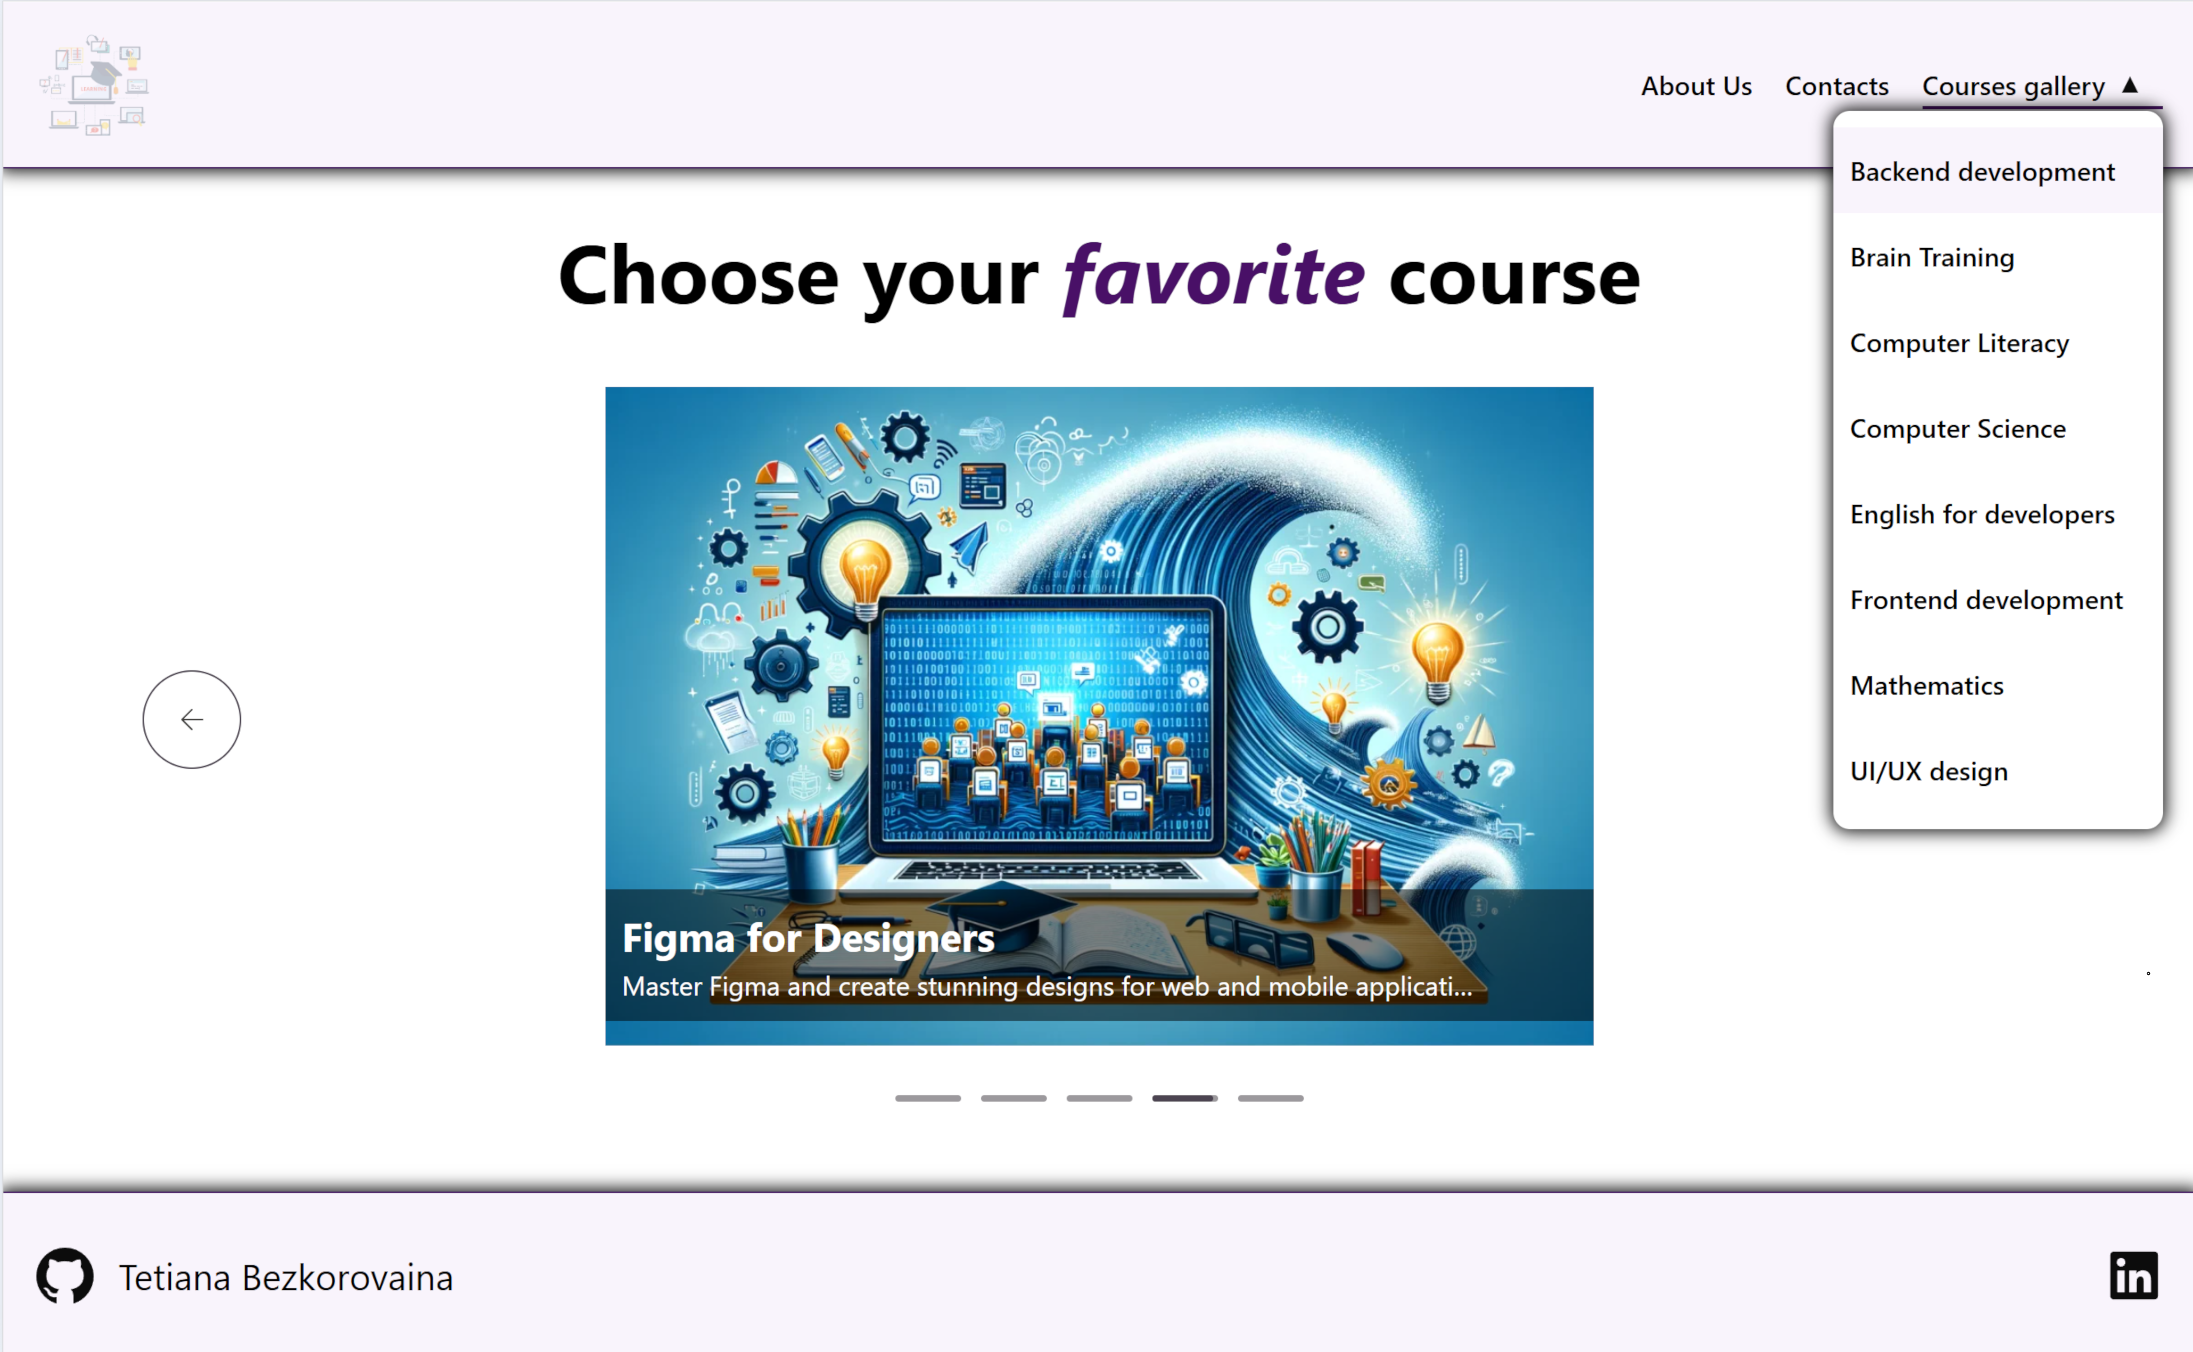 About Us
Contacts
Courses gallery ▲
Backend development
Brain Training
Computer Literacy
Computer Science
English for developers
Frontend development
Mathematics
UI/UX design
Choose your favorite course
Figma for Designers
Master Figma and create stunning designs for web and mobile applicati...
Tetiana Bezkorovaina
in